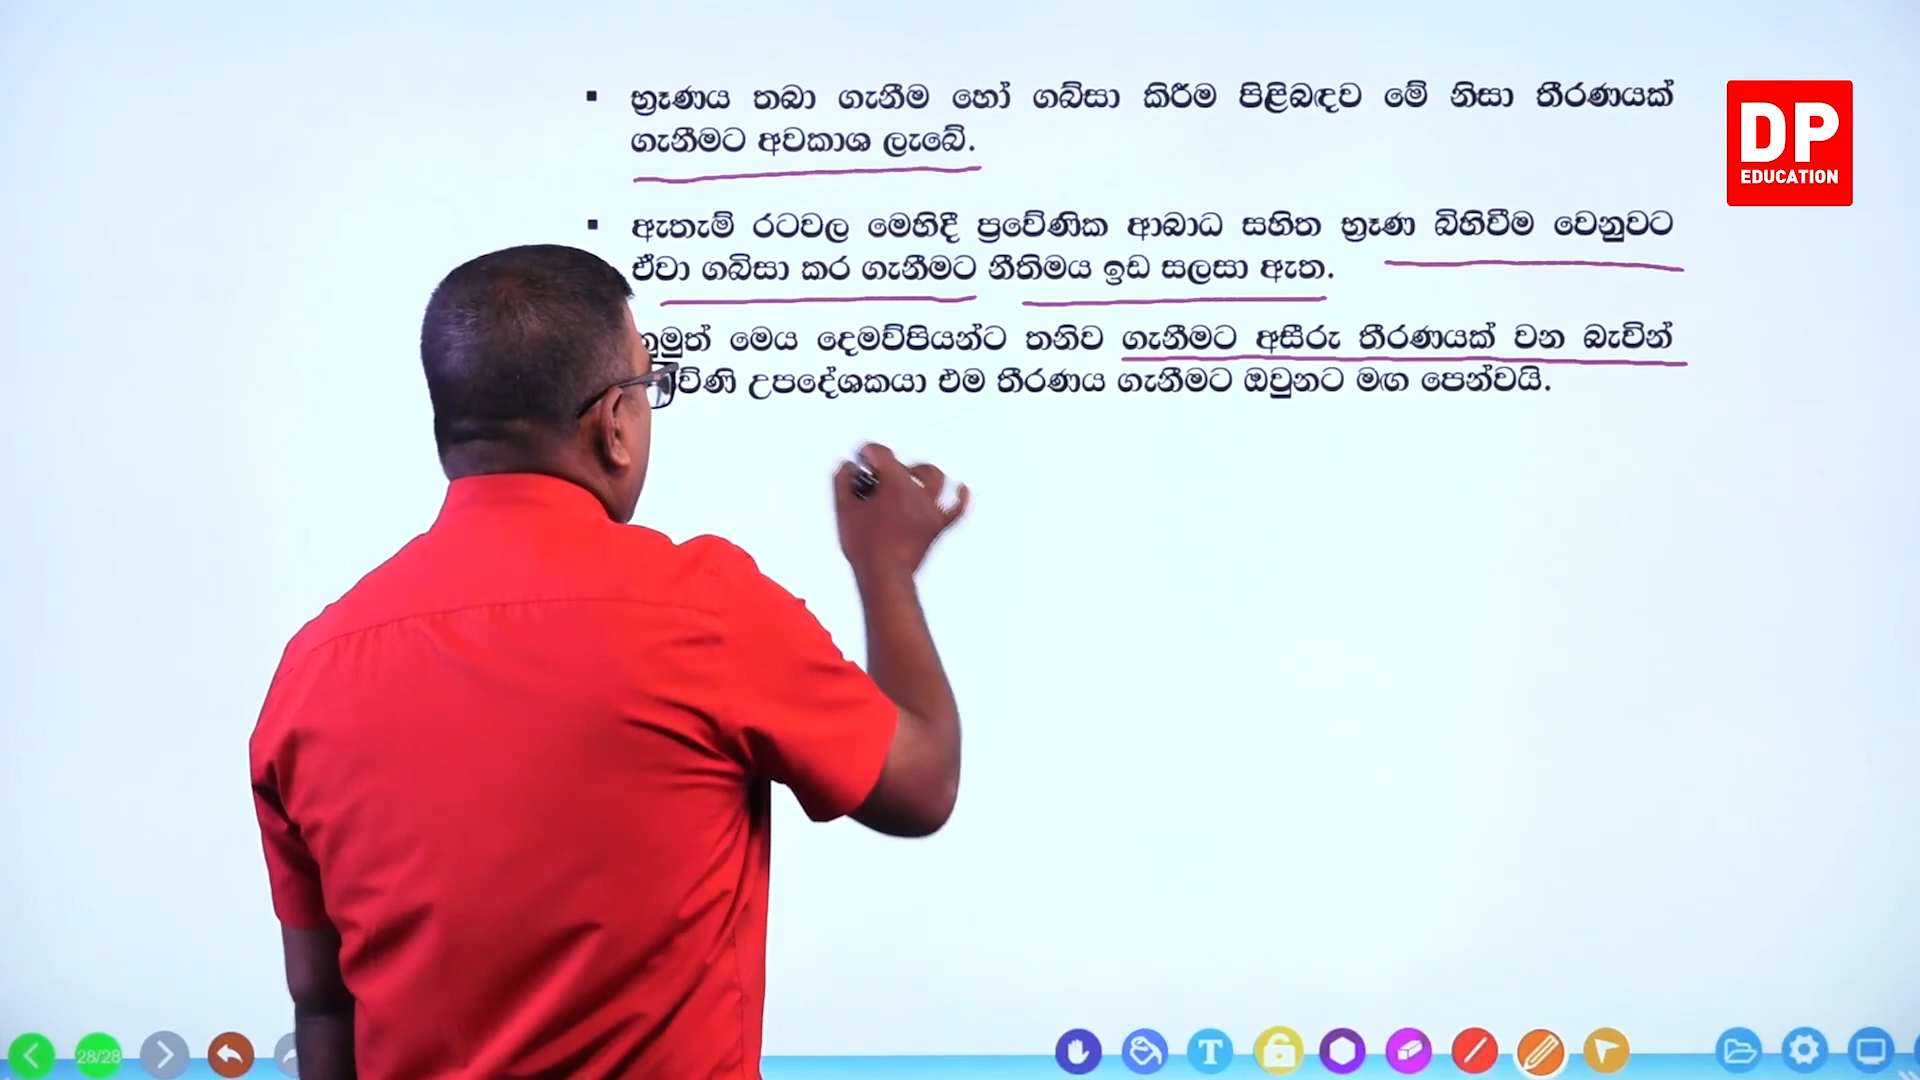 භ්‍රෑණය තබා ගැනීම හෝ ගබ්සා කිරීම පිළිබඳව මේ නිසා තීරණයක්
ගැනීමට අවකාශ ලැබේ.
DP
EDUCATION
ඇතැම් රටවල මෙහිදී ප්‍රවේණික ආබාධ සහිත භ්‍රෑණ බිහිවීම වෙනුවට
ඒවා ගබ්සා කර ගැනීමට නීතිමය ඉඩ සලසා ඇත.
මෙය දෙමව්පියන්ට තනිව ගැනීමට අසීරු තීරණයක් වන බැවින්
උපදේශකයා එම තීරණය ගැනීමට ඔවුනට මඟ පෙන්වයි.
28/28